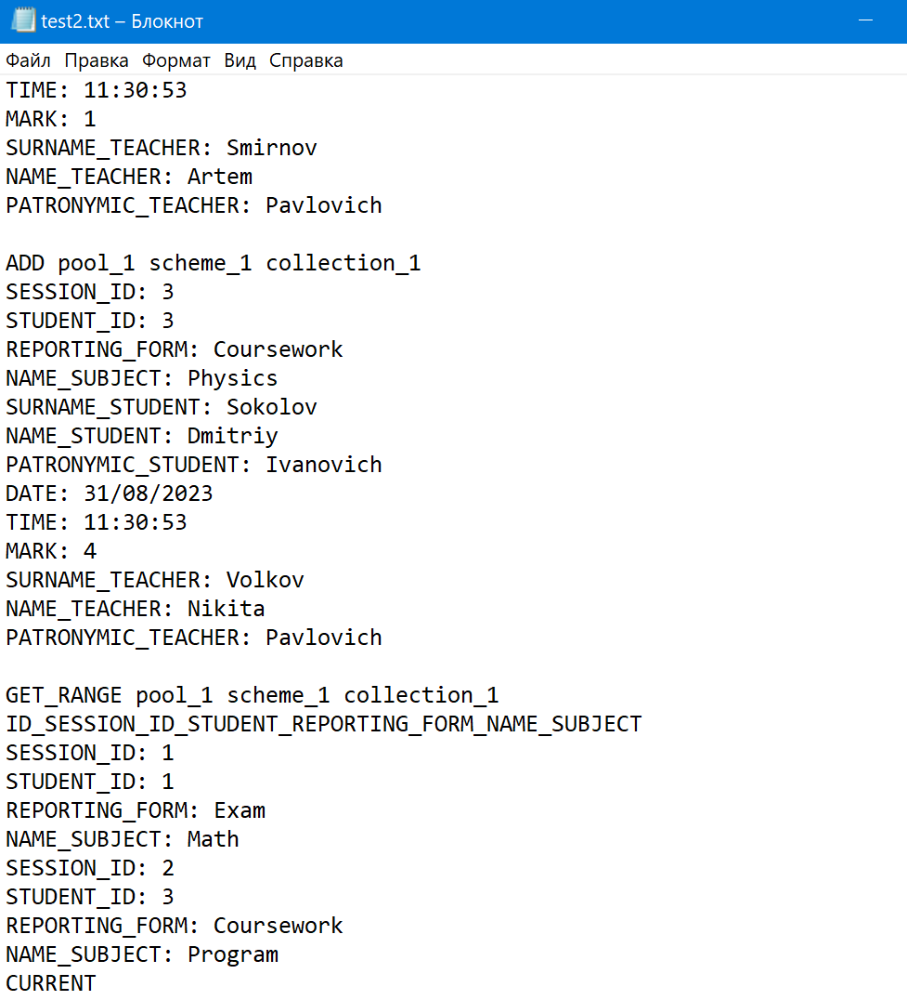 test2.txt – Блокнот
Файл Правка Формат Вид Справка
TIME: 11:30:53
MARK: 1
SURNAME_TEACHER: Smirnov
NAME_TEACHER: Artem
PATRONYMIC_TEACHER: Pavlovich
ADD pool_1 scheme_1 collection_1
SESSION_ID: 3
STUDENT_ID: 3
REPORTING_FORM: Coursework
NAME_SUBJECT: Physics
SURNAME_STUDENT: Sokolov
NAME_STUDENT: Dmitriy
PATRONYMIC_STUDENT: Ivanovich
DATE: 31/08/2023
TIME: 11:30:53
MARK: 4
SURNAME_TEACHER: Volkov
NAME_TEACHER: Nikita
PATRONYMIC_TEACHER: Pavlovich
GET_RANGE pool_1 scheme_1 collection_1
ID_SESSION_ID_STUDENT_REPORTING_FORM_NAME_SUBJECT
SESSION_ID: 1
STUDENT_ID: 1
REPORTING_FORM: Exam
NAME_SUBJECT: Math
SESSION_ID: 2
STUDENT_ID: 3
REPORTING_FORM: Coursework
NAME_SUBJECT: Program
CURRENT